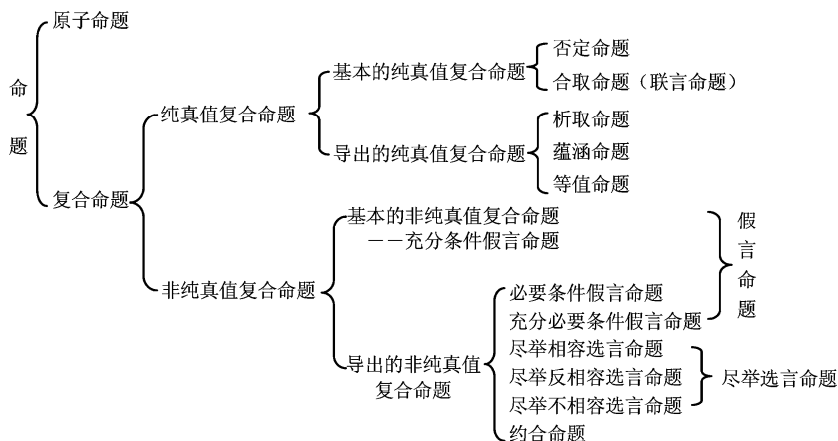 原子命题
命题
复合命题
纯真值复合命题
基本的纯真值复合命题
否定命题
合取命题（联言命题）
导出的纯真值复合命题
析取命题
蕴涵命题
等值命题
非纯真值复合命题
基本的非纯真值复合命题
——充分条件假言命题
导出的非纯真值
复合命题
必要条件假言命题
充分必要条件假言命题
假言命题
尽举相容选言命题
尽举反相容选言命题
尽举不相容选言命题
尽举选言命题
约合命题